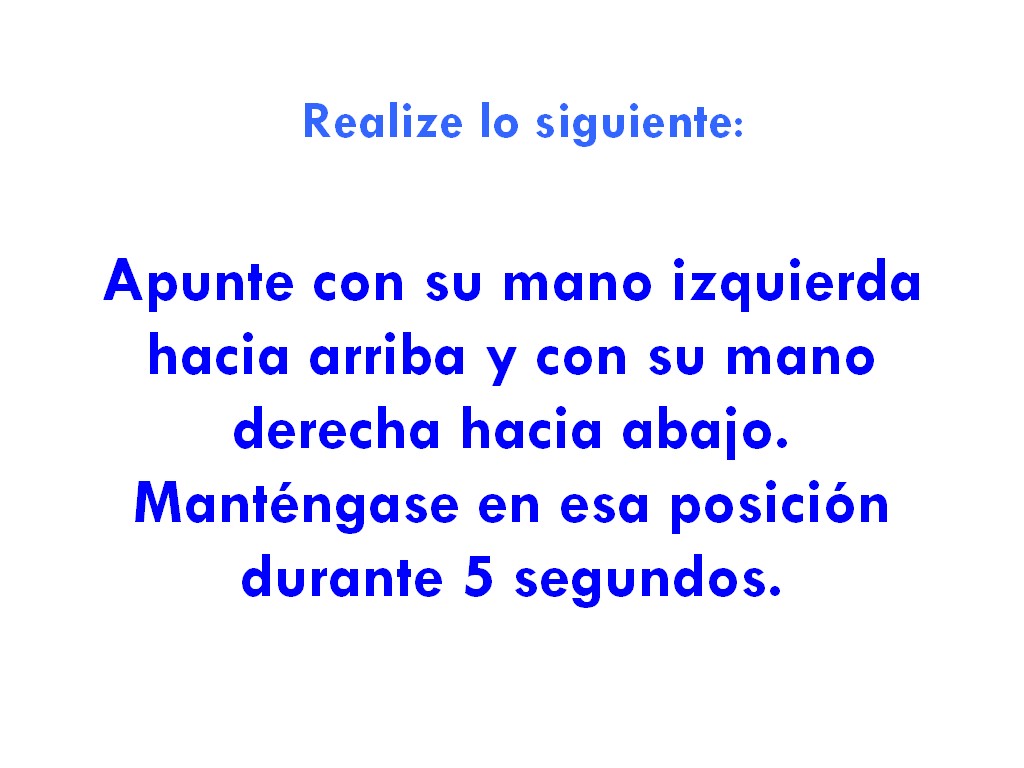 Realize lo siguiente:
Apunte con su mano izquierda
hacia arriba y con su mano
derecha hacia abajo.
Manténgase en esa posición
durante 5 segundos.